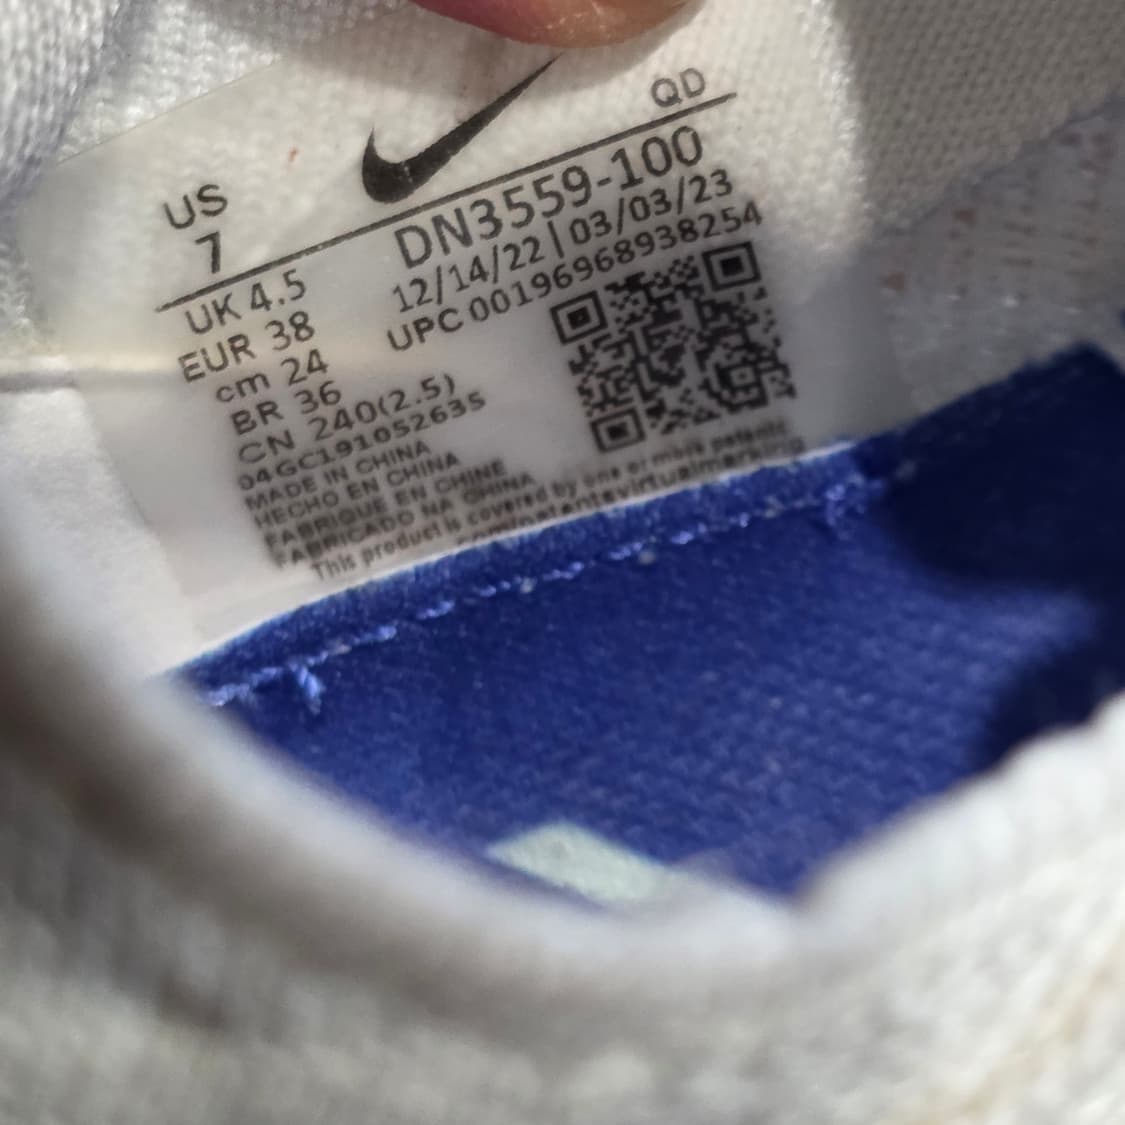 QD
US
7
DN3559-100
12/14/22 | 03/03/23
UPC 00196968938254
UK 4.5
EUR 38
cm 24
BR 36
CN 240(2.5)
04GC191052635
MADE IN CHINA
HECHO EN CHINA
FABRIQUE EN CHINE
FABRICADO NA CHINA
This product is covered by one or more patents